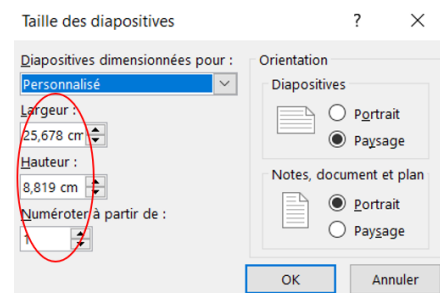 Taille des diapositives ? ×
Diapositives dimensionnées pour :
Personnalisé
Largeur :
25,678 cm
Hauteur :
8,819 cm
Numéroter à partir de :
1
Orientation
Diapositives
Portrait
Paysage
Notes, document et plan
Portrait
Paysage
OK
Annuler